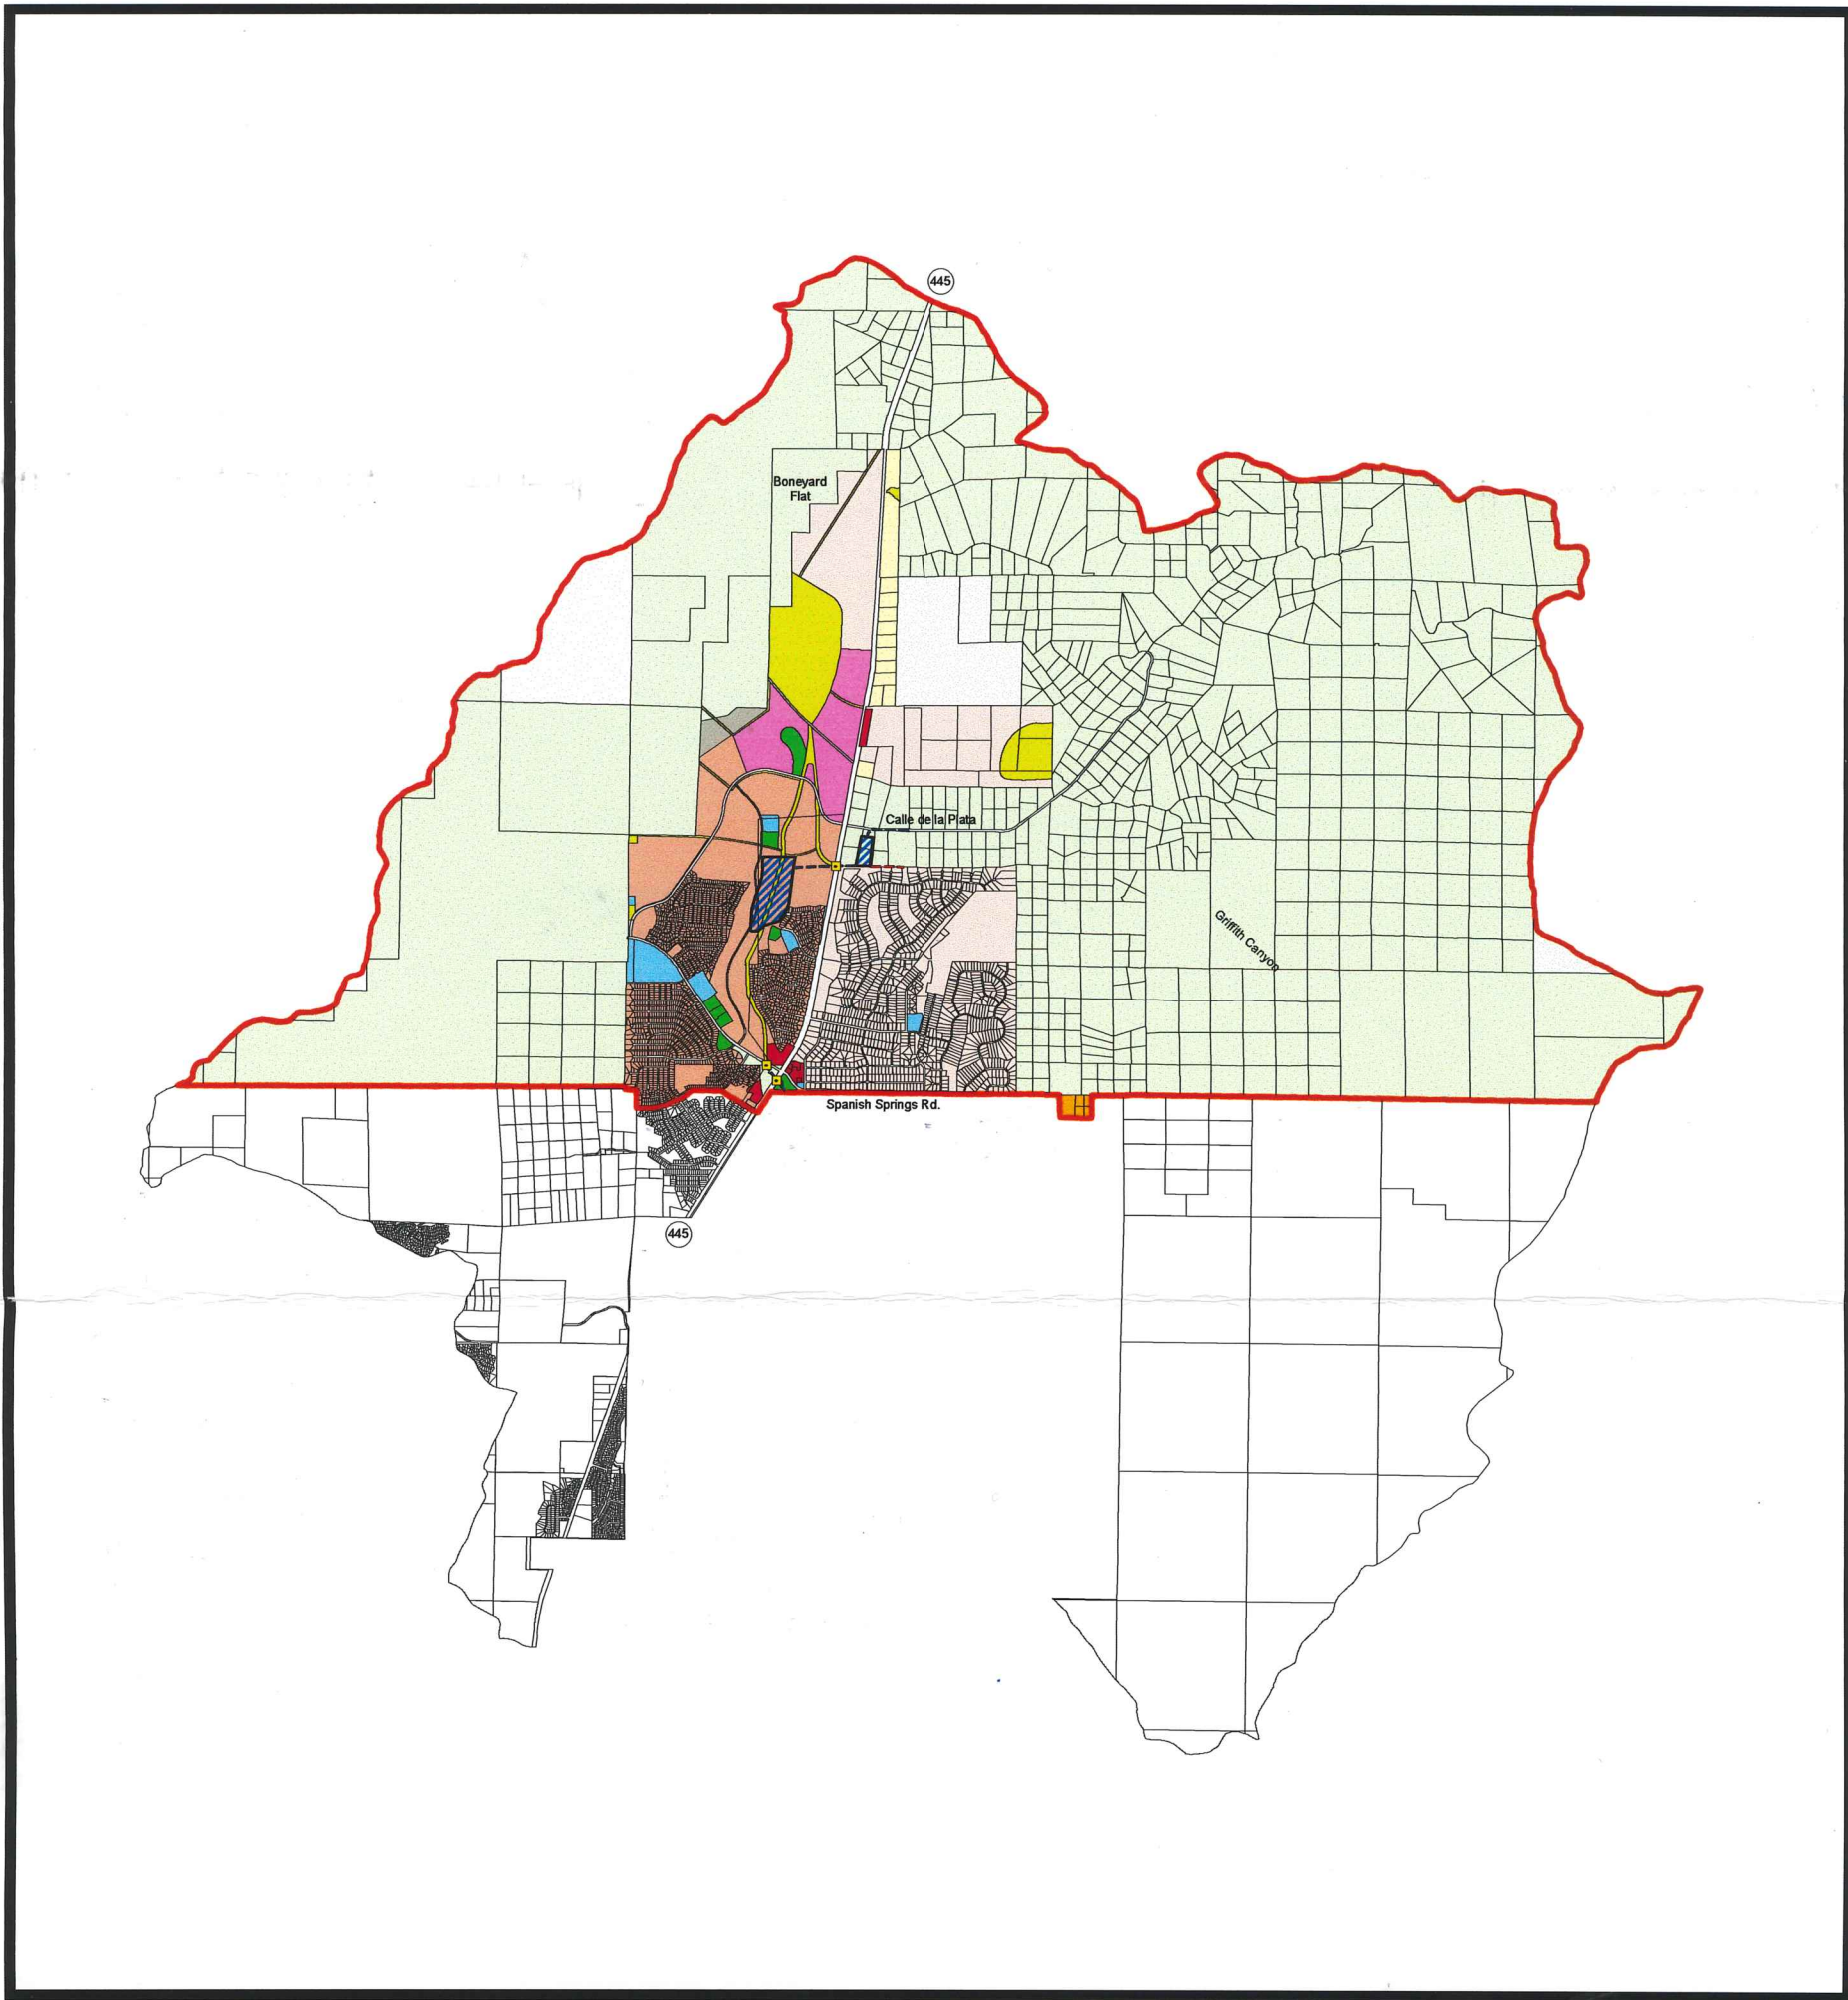 445
Boneyard
Flat
Calle de la Plata
Griffith Canyon
Spanish Springs Rd.
445